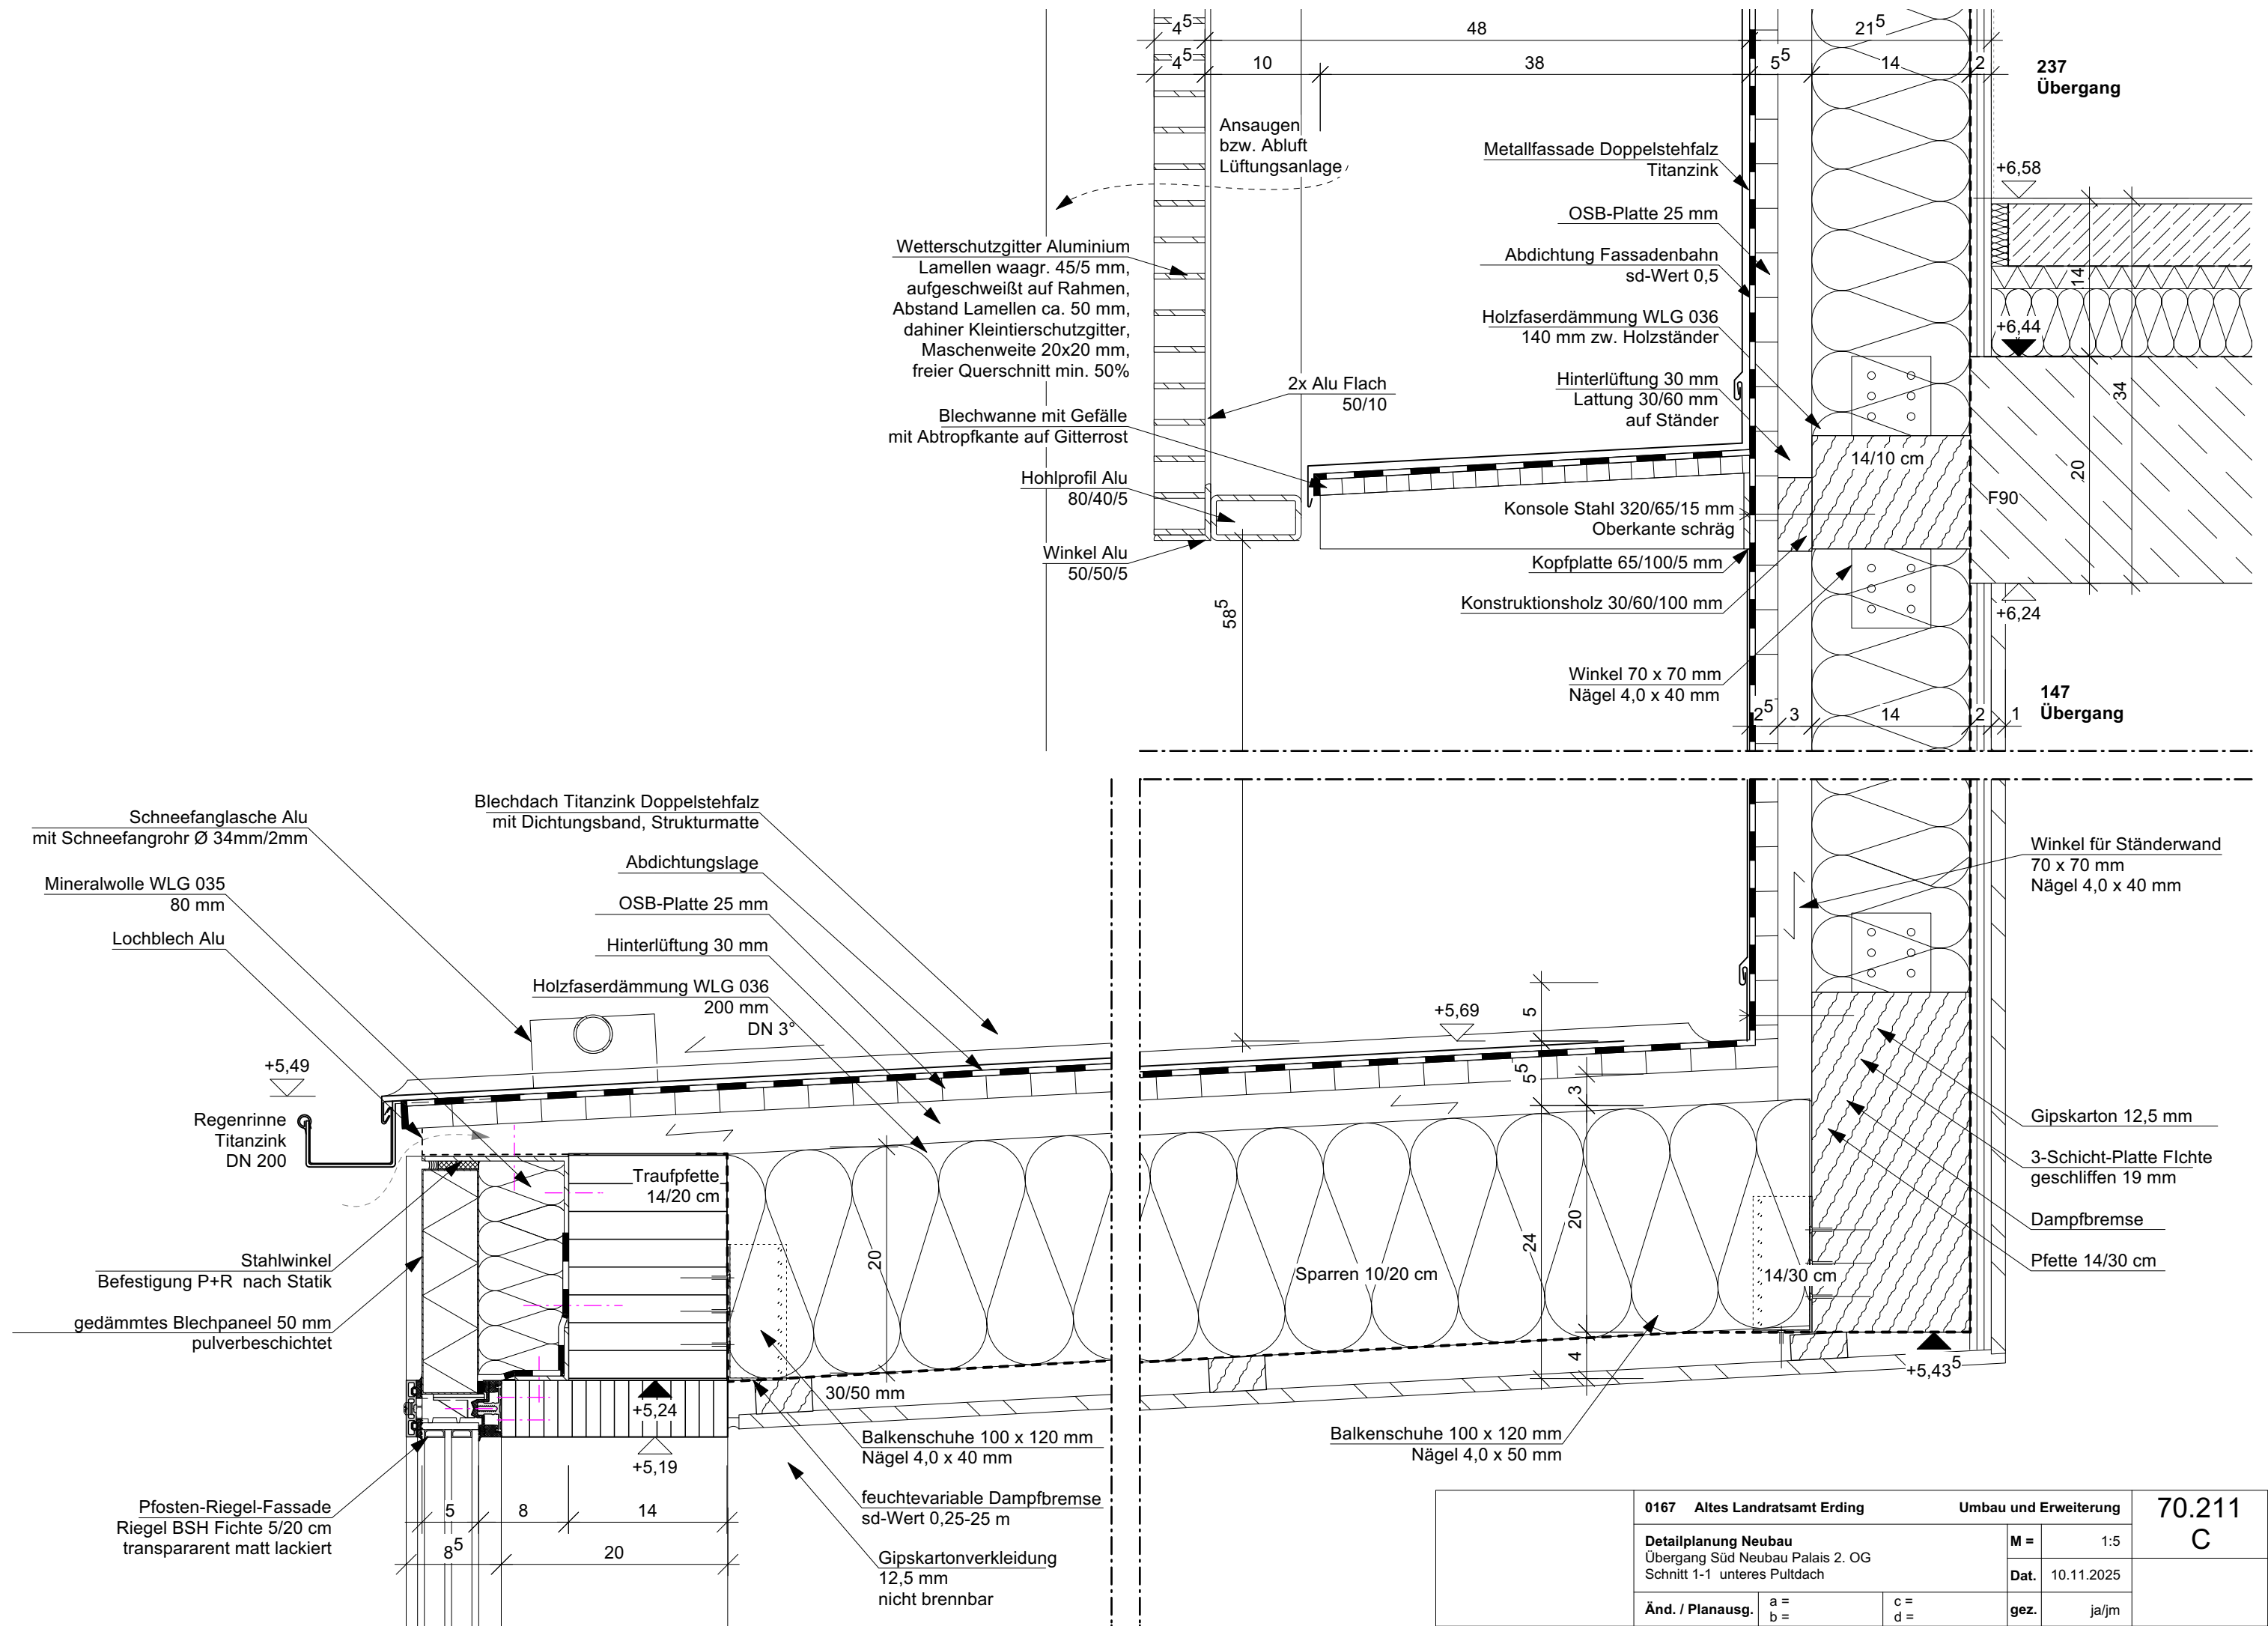 4⁵
48
21⁵
4⁵
10
38
5⁵
14
2
237
Übergang
Ansaugen
bzw. Abluft
Lüftungsanlage
Metallfassade Doppelstehfalz
Titanzink
+6,58
OSB-Platte 25 mm
Wetterschutzgitter Aluminium
Lamellen waagr. 45/5 mm,
aufgeschweißt auf Rahmen,
Abstand Lamellen ca. 50 mm,
dahiner Kleintierschutzgitter,
Maschenweite 20x20 mm,
freier Querschnitt min. 50%
Abdichtung Fassadenbahn
sd-Wert 0,5
14
Holzfaserdämmung WLG 036
140 mm zw. Holzständer
+6,44
2x Alu Flach
50/10
Hinterlüftung 30 mm
Lattung 30/60 mm
auf Ständer
34
Blechwanne mit Gefälle
mit Abtropfkante auf Gitterrost
14/10 cm
20
Hohlprofil Alu
80/40/5
F90
Konsole Stahl 320/65/15 mm
Oberkante schräg
Winkel Alu
50/50/5
Kopfplatte 65/100/5 mm
58⁵
Konstruktionsholz 30/60/100 mm
+6,24
Winkel 70 x 70 mm
Nägel 4,0 x 40 mm
147
Übergang
2⁵
3
14
2
1
Schneefanglasche Alu
mit Schneefangrohr Ø 34mm/2mm
Blechdach Titanzink Doppelstehfalz
mit Dichtungsband, Strukturmatte
Winkel für Ständerwand
70 x 70 mm
Nägel 4,0 x 40 mm
Abdichtungslage
Mineralwolle WLG 035
80 mm
OSB-Platte 25 mm
Lochblech Alu
Hinterlüftung 30 mm
Holzfaserdämmung WLG 036
200 mm
DN 3°
+5,69
5
+5,49
5⁵
3
Regenrinne
Titanzink
DN 200
Gipskarton 12,5 mm
3-Schicht-Platte FIchte
geschliffen 19 mm
Traufpfette
14/20 cm
Dampfbremse
20
24
20
Stahlwinkel
Befestigung P+R nach Statik
Sparren 10/20 cm
14/30 cm
Pfette 14/30 cm
gedämmtes Blechpaneel 50 mm
pulverbeschichtet
4
+5,43⁵
30/50 mm
+5,24
Balkenschuhe 100 x 120 mm
Nägel 4,0 x 40 mm
Balkenschuhe 100 x 120 mm
Nägel 4,0 x 50 mm
+5,19
Pfosten-Riegel-Fassade
Riegel BSH Fichte 5/20 cm
transpararent matt lackiert
5
8
14
feuchtevariable Dampfbremse
sd-Wert 0,25-25 m
8⁵
20
Gipskartonverkleidung
12,5 mm
nicht brennbar
0167 Altes Landratsamt Erding Umbau und Erweiterung
70.211
C
Detailplanung Neubau
Übergang Süd Neubau Palais 2. OG
Schnitt 1-1 unteres Pultdach
M = 1:5
Dat. 10.11.2025
Änd. / Planausg.
a =
b =
c =
d =
gez. ja/jm